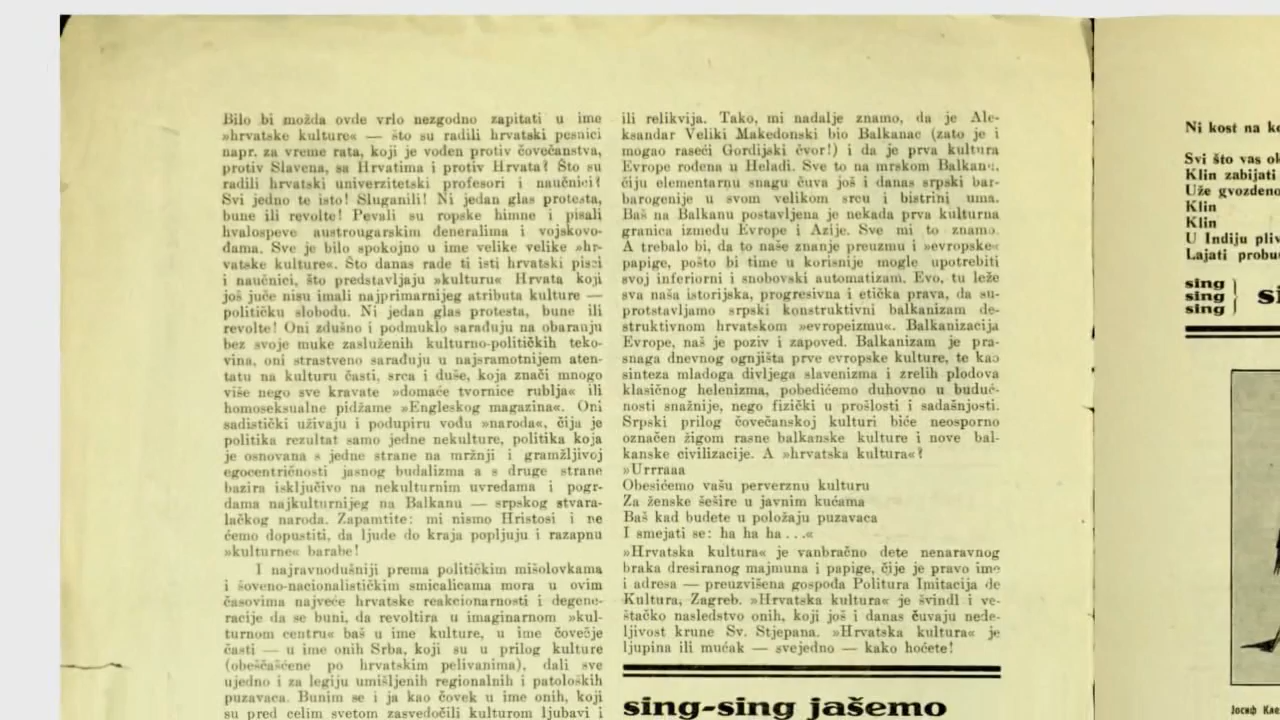 Bilo bi možda ovde vrlo nezgodno zapitati u ime
»hrvatske kulture« — što su radili hrvatski pesnici
napr. za vreme rata, koji je vođen protiv čovečanstva,
protiv Slavena, sa Hrvatima i protiv Hrvata? Što su
radili hrvatski univerzitetski profesori i naučnici?
Svi jedno te isto! Sluganili! Ni jedan glas protesta,
bune ili revolte! Pevali su ropske himne i pisali
hvalospeve austrougarskim đeneralima i vojskovo-
đama. Sve je bilo spokojno u ime velike velike »hr-
vatske kulture«. Što danas rade ti isti hrvatski pisci
i naučnici, što predstavljaju »kulturu« Hrvata koji
još juče nisu imali najprimarnijeg atributa kulture —
političku slobodu. Ni jedan glas protesta, bune ili
revolte! Oni zdušno i podmuklo sarađuju na obaranju
bez svoje muke zasluženih kulturno-političkih teko-
vina, oni strastveno sarađuju u najsramotnijem aten-
tatu na kulturu časti, srca i duše, koja znači mnogo
više nego sve kravate »domaće tvornice rublja« ili
homoseksualne pidžame »Engleskog magazina«. Oni
sadistički uživaju i podupiru vođu »naroda«, čija je
politika rezultat samo jedne nekulture, politika koja
je osnovana s jedne strane na mržnji i gramžljivoj
egocentričnosti jasnog budalizma a s druge strane
bazira isključivo na nekulturnim uvredama i pogr-
dama najkulturnijeg na Balkanu — srpskog stvara-
lačkog naroda. Zapamtite: mi nismo Hristosi i ne
ćemo dopustiti, da ljude do kraja popljuju i razapnu
»kulturne« barabe!
I najravnodušniji prema političkim mišolovkama
i šoveno-nacionalističkim smicalicama mora u ovim
časovima najveće hrvatske reakcionarnosti i degene-
racije da se buni, da revoltira u imaginarnom »kul-
turnom centru« baš u ime kulture, u ime čovečje
časti — u ime onih Srba, koji su u prilog kulture
(obeščašćene po hrvatskim pelivanima), dali sve
ujedno i za legiju umišljenih regionalnih i patoloških
puzavaca. Bunim se i ja kao čovek u ime onih, koji
su pred celim svetom zasvedočili kulturom ljubavi i
ili relikvija. Tako, mi nadalje znamo, da je Ale-
ksandar Veliki Makedonski bio Balkanac (zato je i
mogao raseći Gordijski čvor!) i da je prva kultura
Evrope rođena u Heladi. Sve to na mrskom Balkanu,
čiju elementarnu snagu čuva još i danas srpski bar-
barogenije u svom velikom srcu i bistrini uma.
Baš na Balkanu postavljena je nekada prva kulturna
granica između Evrope i Azije. Sve mi to znamo.
A trebalo bi, da to naše znanje preuzmu i »evropske«
papige, pošto bi time u korisnije mogle upotrebiti
svoj inferiorni i snobovski automatizam. Evo, tu leže
sva naša istorijska, progresivna i etička prava, da su-
protstavljamo srpski konstruktivni balkanizam de-
struktivnom hrvatskom »evropeizmu«. Balkanizacija
Evrope, naš je poziv i zapoved. Balkanizam je pra-
snaga dnevnog ognjišta prve evropske kulture, te kao
sinteza mladoga divljega slavenizma i zrelih plodova
klasičnog helenizma, pobedićemo duhovno u buduć-
nosti snažnije, nego fizički u prošlosti i sadašnjosti.
Srpski prilog čovečanskoj kulturi biće neosporno
označen žigom rasne balkanske kulture i nove bal-
kanske civilizacije. A »hrvatska kultura«?
»Urrraaa
Obesićemo vašu perverznu kulturu
Za ženske šešire u javnim kućama
Baš kad budete u položaju puzavaca
I smejati se: ha ha ha . . .«
»Hrvatska kultura« je vanbračno dete nenaravnog
braka dresiranog majmuna i papige, čije je pravo ime
i adresa — preuzvišena gospođa Politura Imitacija de
Kultura, Zagreb. »Hrvatska kultura« je švindl i ve-
štačko nasledstvo onih, koji još i danas čuvaju nede-
ljivost krune Sv. Stjepana. »Hrvatska kultura« je
ljupina ili mućak — svejedno — kako hoćete!
sing-sing jašemo
Ni kost na
Svi što vas
Klin zabijati
Uže gvozdeno
Klin
Klin
U Indiju
Lajati
sing
sing
sing
Јосиф